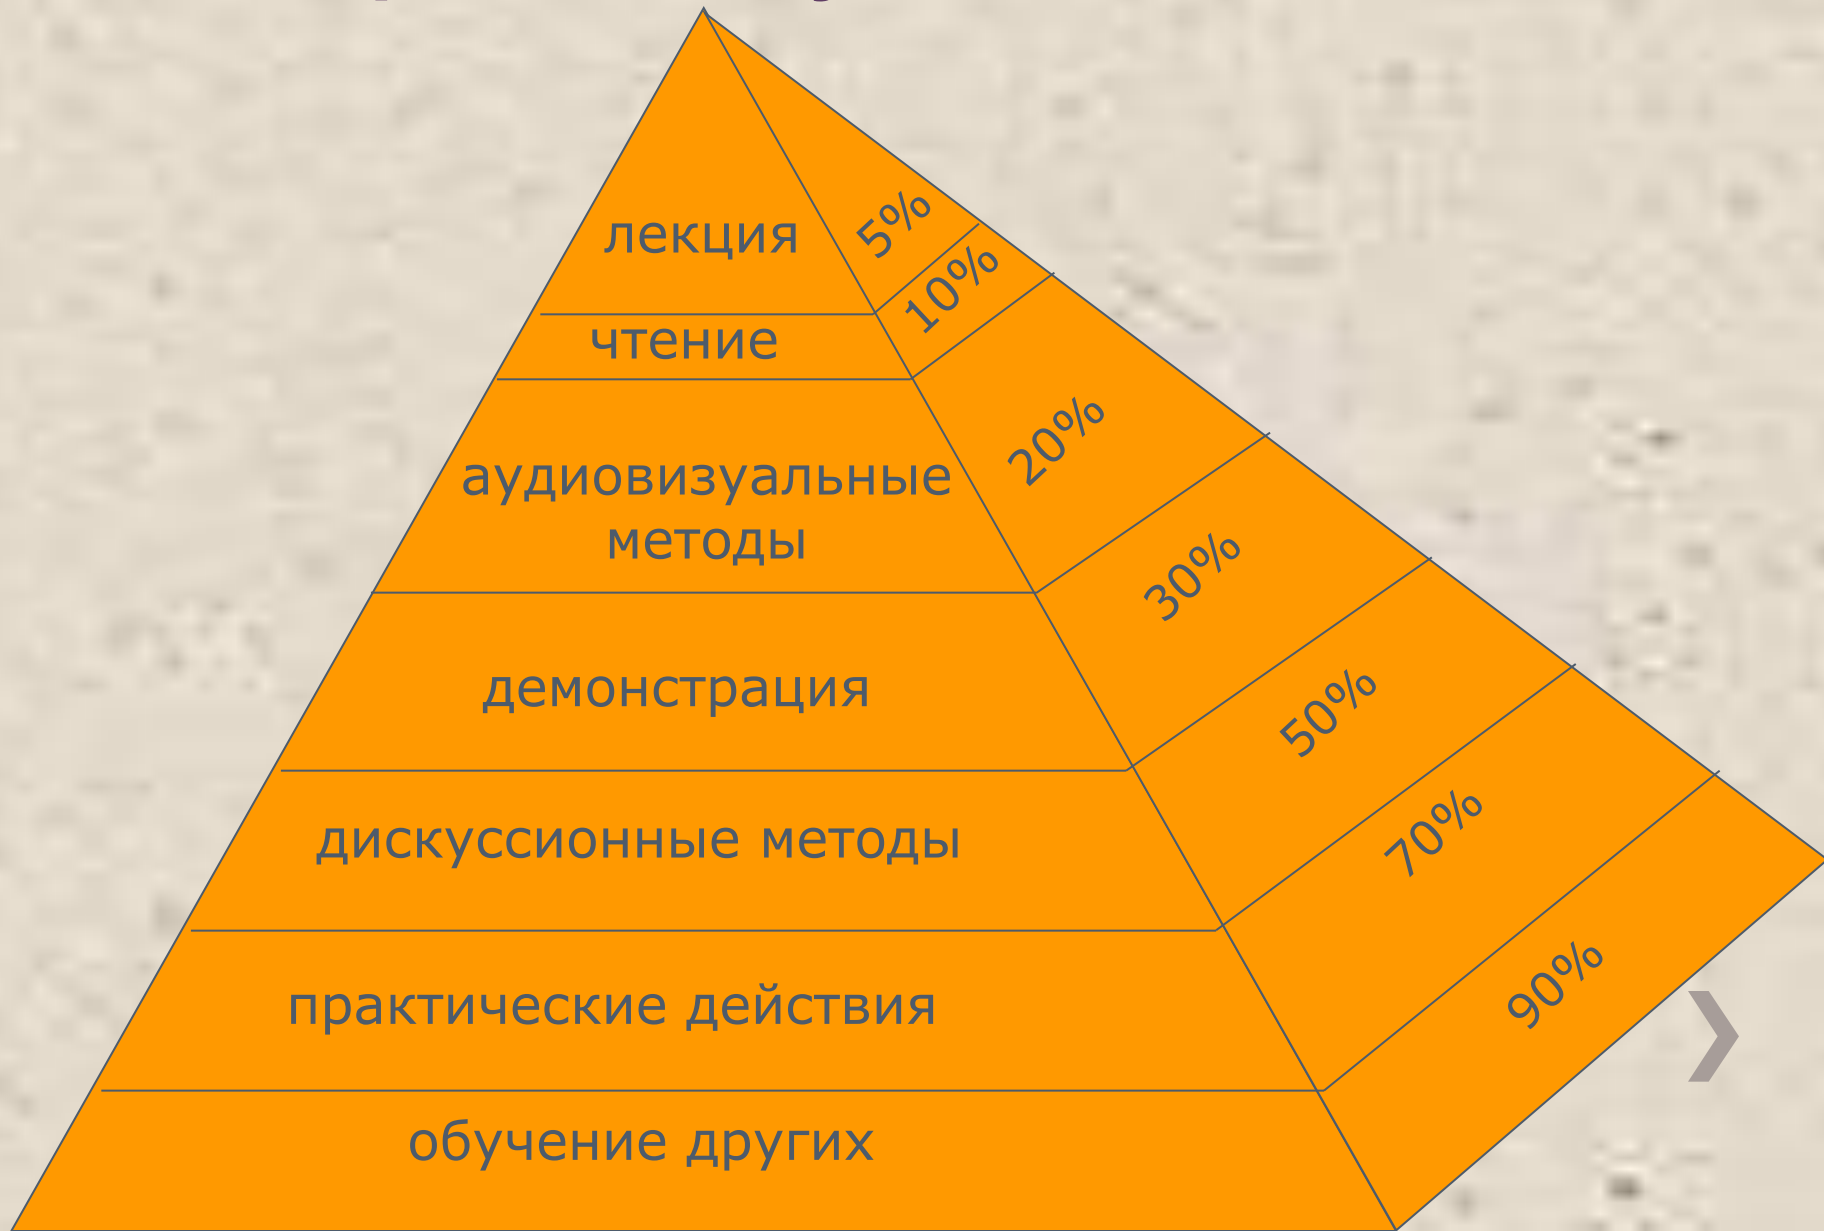 лекция
5%
чтение
10%
аудиовизуальные
методы
20%
демонстрация
30%
дискуссионные методы
50%
практические действия
70%
обучение других
90%